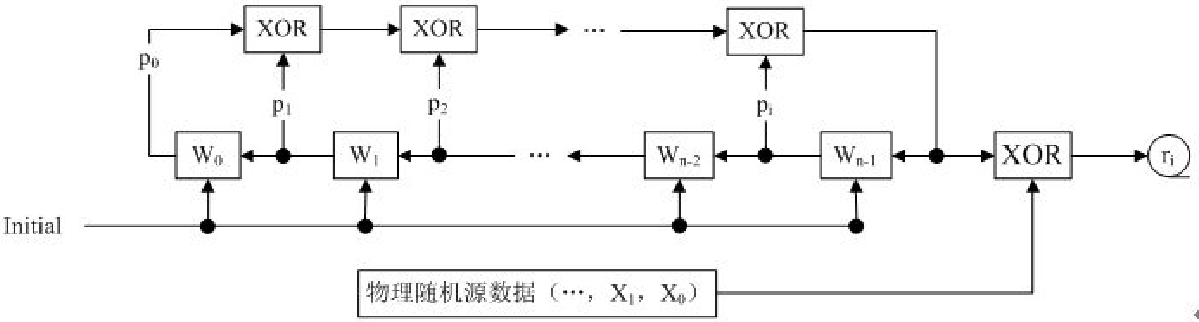 XOR XOR … XOR
p₀
p₁ p₂ pᵢ
W₀ W₁ … Wₙ₋₂ Wₙ₋₁ XOR rᵢ
Initial
物理随机源数据（…，X₁，X₀）